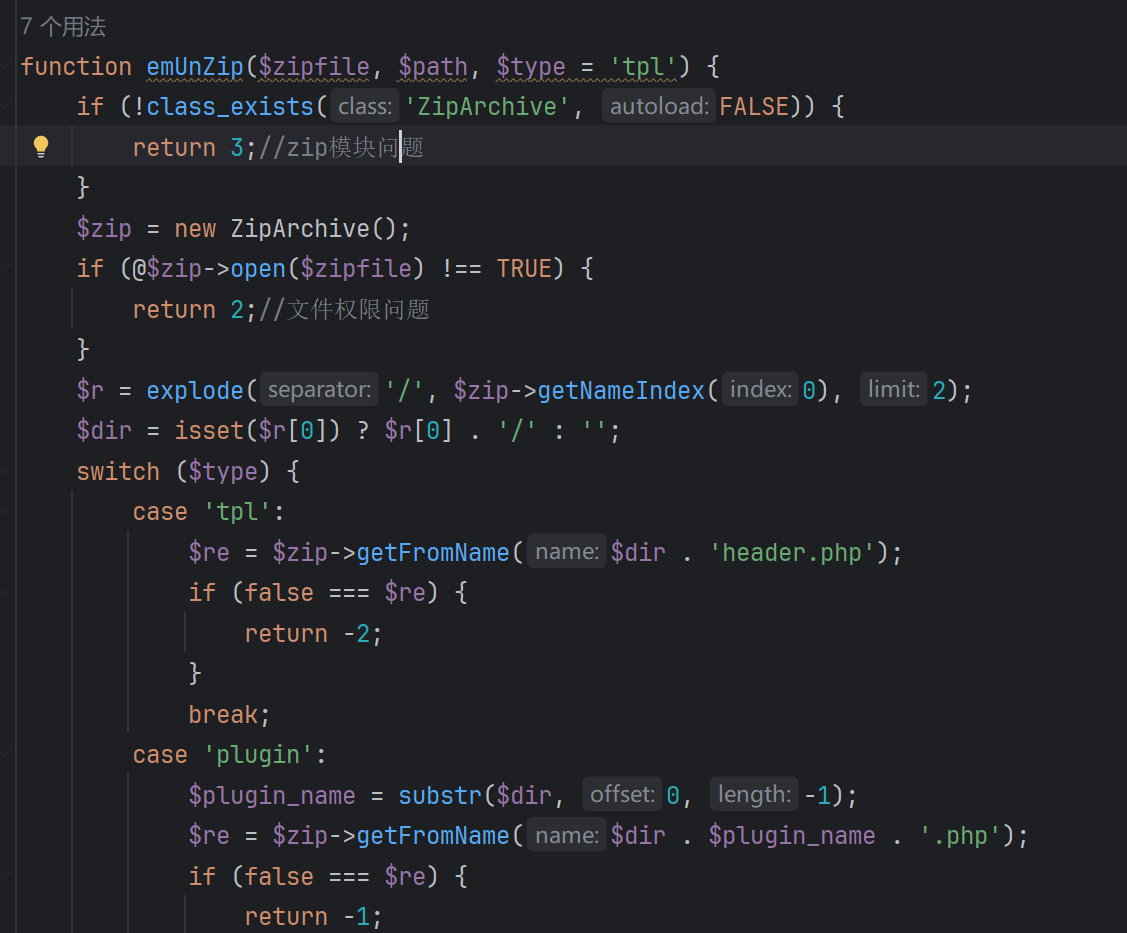 7 个用法
function emUnZip($zipfile, $path, $type = 'tpl') {
if (!class_exists( class: 'ZipArchive', autoload: FALSE)) {
return 3;//zip模块问题
}
$zip = new ZipArchive();
if (@$zip->open($zipfile) !== TRUE) {
return 2;//文件权限问题
}
$r = explode( separator: '/', $zip->getNameIndex( index: 0), limit: 2);
$dir = isset($r[0]) ? $r[0] . '/' : '';
switch ($type) {
case 'tpl':
$re = $zip->getFromName( name: $dir . 'header.php');
if (false === $re) {
return -2;
}
break;
case 'plugin':
$plugin_name = substr($dir, offset: 0, length: -1);
$re = $zip->getFromName( name: $dir . $plugin_name . '.php');
if (false === $re) {
return -1;